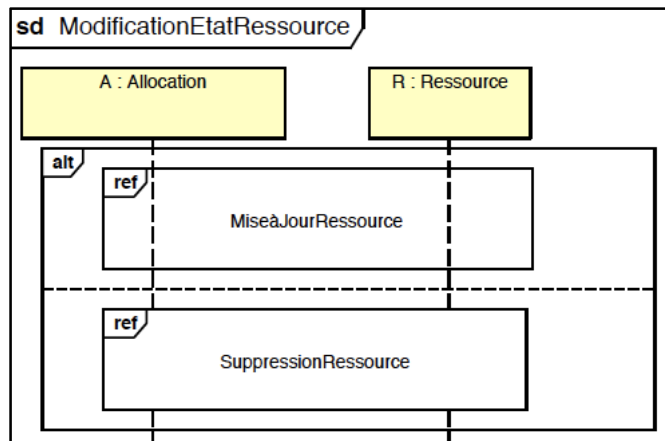 sd ModificationEtatRessource
A : Allocation
R : Ressource
alt
ref
MiseàJourRessource
ref
SuppressionRessource